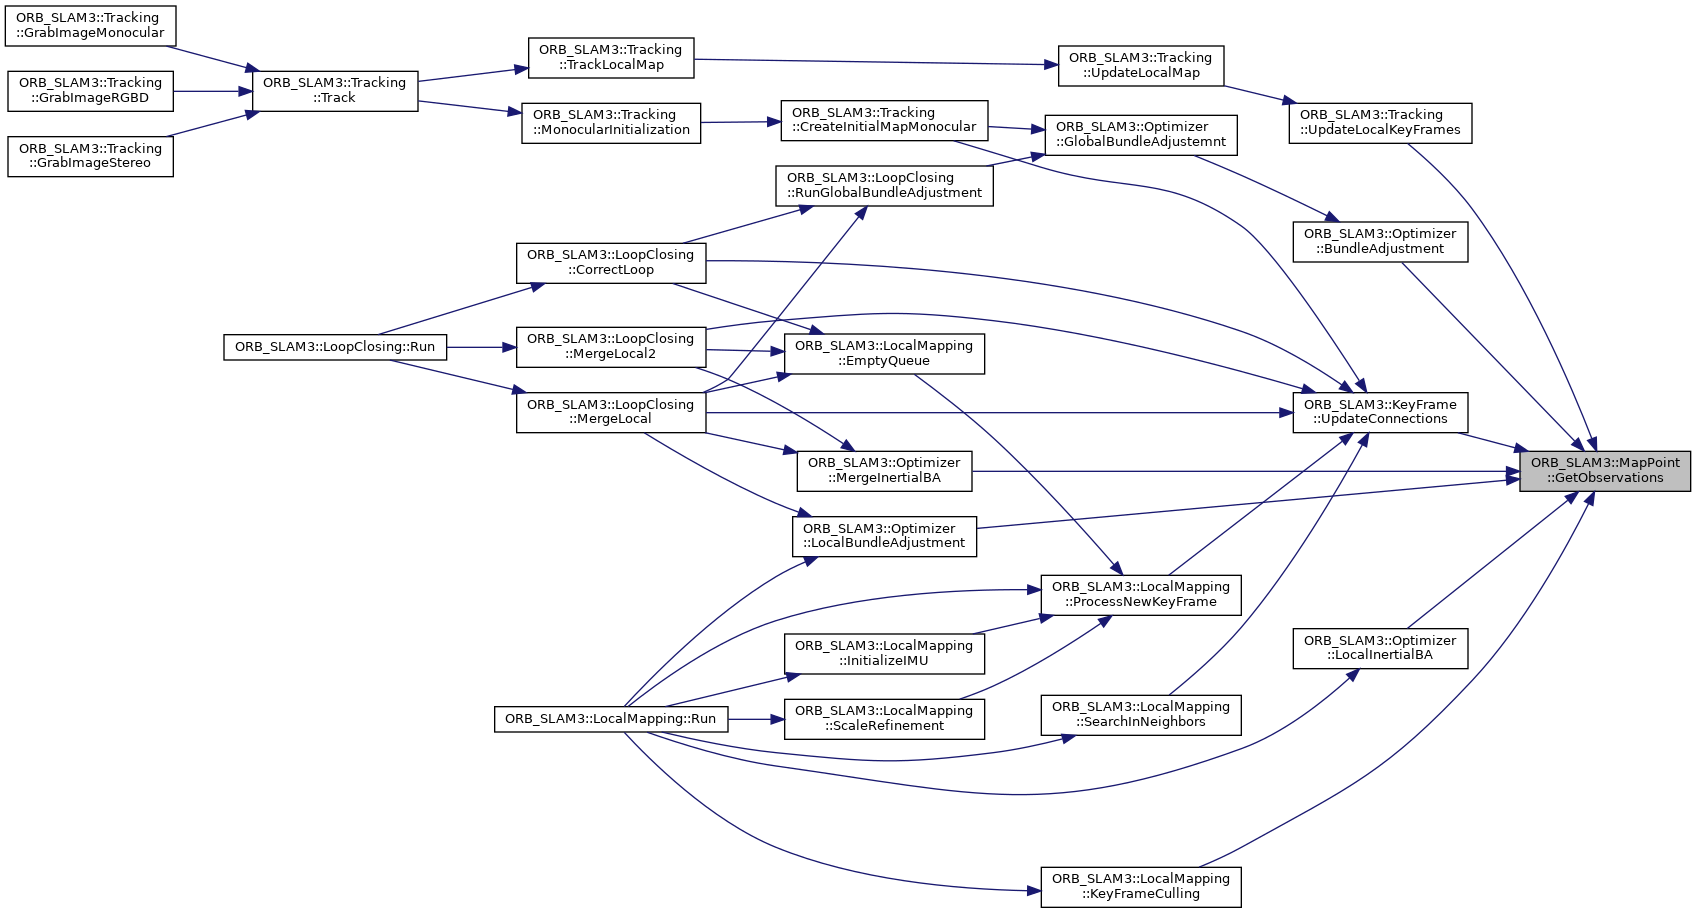 ORB_SLAM3::Tracking
::GrabImageMonocular
ORB_SLAM3::Tracking
::GrabImageRGBD
ORB_SLAM3::Tracking
::GrabImageStereo
ORB_SLAM3::Tracking
::Track
ORB_SLAM3::Tracking
::TrackLocalMap
ORB_SLAM3::Tracking
::MonocularInitialization
ORB_SLAM3::Tracking
::UpdateLocalMap
ORB_SLAM3::Tracking
::CreateInitialMapMonocular
ORB_SLAM3::Optimizer
::GlobalBundleAdjustemnt
ORB_SLAM3::Tracking
::UpdateLocalKeyFrames
ORB_SLAM3::LoopClosing
::RunGlobalBundleAdjustment
ORB_SLAM3::Optimizer
::BundleAdjustment
ORB_SLAM3::LoopClosing
::CorrectLoop
ORB_SLAM3::LoopClosing::Run
ORB_SLAM3::LoopClosing
::MergeLocal2
ORB_SLAM3::LocalMapping
::EmptyQueue
ORB_SLAM3::LoopClosing
::MergeLocal
ORB_SLAM3::KeyFrame
::UpdateConnections
ORB_SLAM3::Optimizer
::MergeInertialBA
ORB_SLAM3::MapPoint
::GetObservations
ORB_SLAM3::Optimizer
::LocalBundleAdjustment
ORB_SLAM3::LocalMapping
::ProcessNewKeyFrame
ORB_SLAM3::LocalMapping
::InitializeIMU
ORB_SLAM3::Optimizer
::LocalInertialBA
ORB_SLAM3::LocalMapping::Run
ORB_SLAM3::LocalMapping
::ScaleRefinement
ORB_SLAM3::LocalMapping
::SearchInNeighbors
ORB_SLAM3::LocalMapping
::KeyFrameCulling